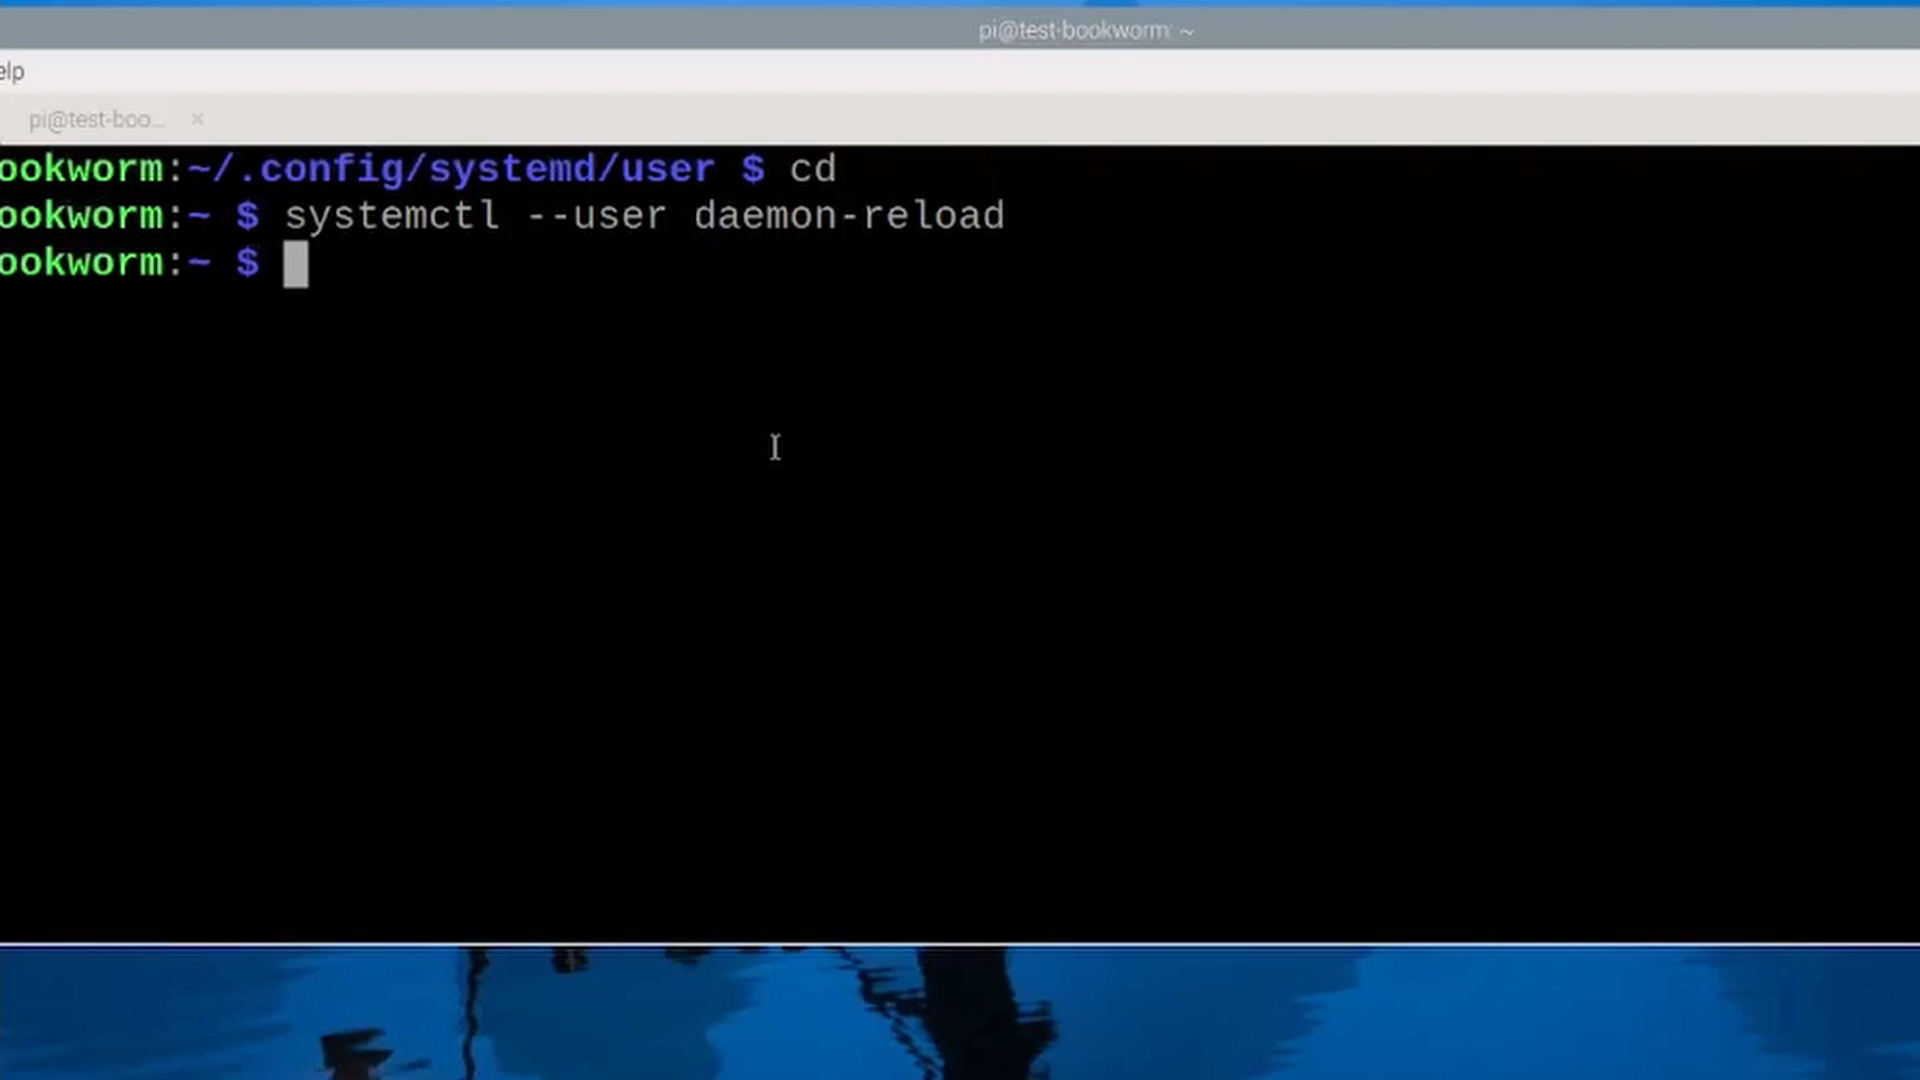 pi@test-bookworm: ~
elp
pi@test-boo... ×
ookworm:~/.config/systemd/user $ cd
ookworm:~ $ systemctl --user daemon-reload
ookworm:~ $